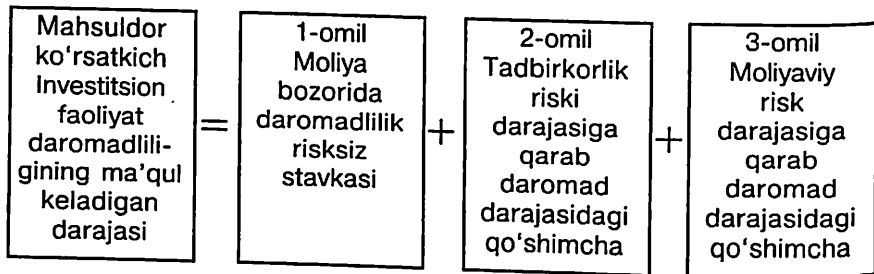 Mahsuldor
ko‘rsatkich
Investitsion
faoliyat
daromadlili-
gining ma’qul
keladigan
darajasi
=
1-omil
Moliya
bozorida
daromadlilik
risksiz
stavkasi
+
2-omil
Tadbirkorlik
riski
darajasiga
qarab
daromad
darajasidagi
qo‘shimcha
+
3-omil
Moliyaviy
risk
darajasiga
qarab
daromad
darajasidagi
qo‘shimcha